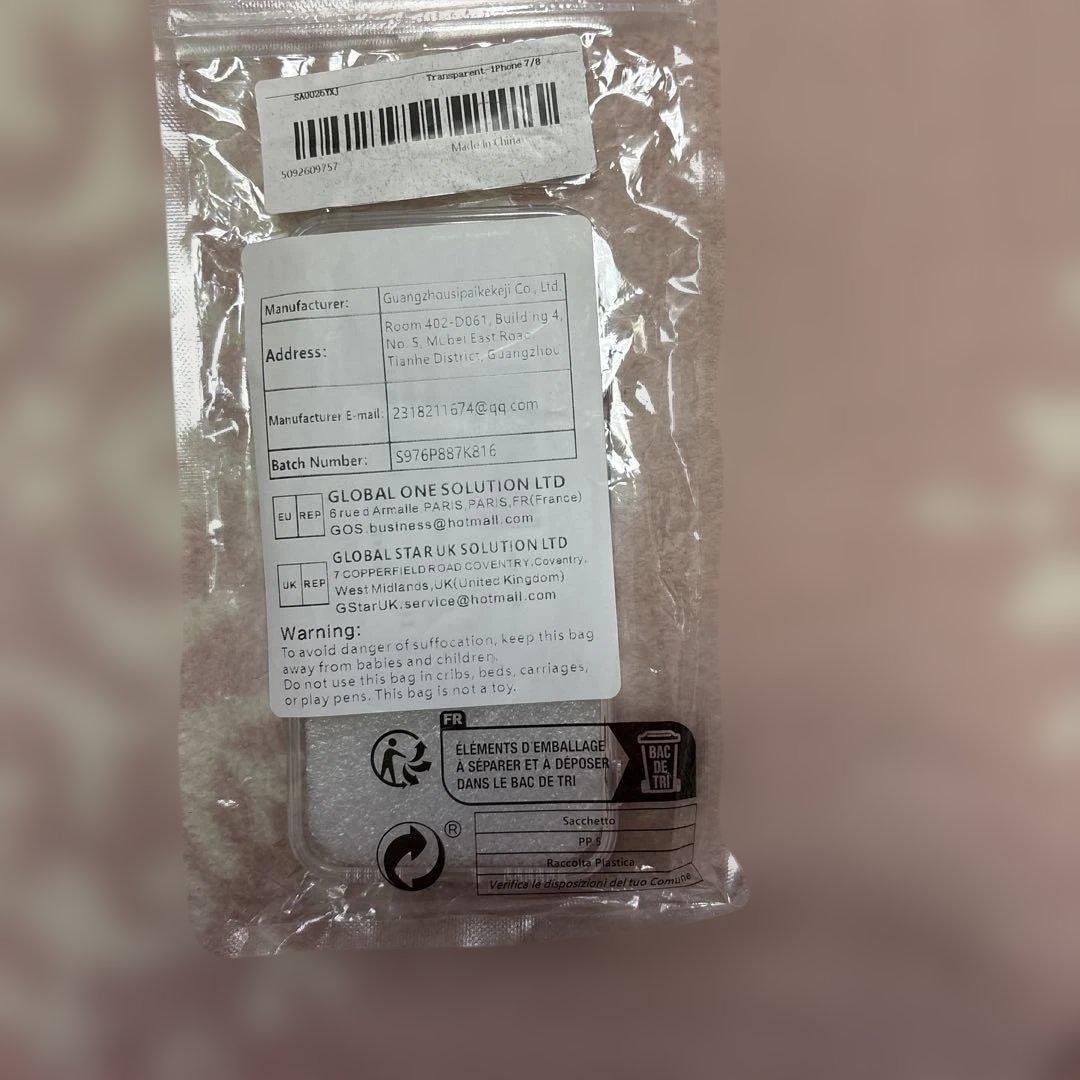 SA0026YXJ
Transparent iPhone 7/8
Made In China
5092609757
Manufacturer: Guangzhousipaikekeji Co., Ltd.
Address:
Room 402-D061, Building 4,
No. 5, Mubei East Road,
Tianhe District, Guangzhou
Manufacturer E-mail: 2318211674@qq.com
Batch Number: S976P887K816
EU REP
GLOBAL ONE SOLUTION LTD
6 rue d Armalle PARIS,PARIS,FR(France)
GOS.business@hotmail.com
UK REP
GLOBAL STAR UK SOLUTION LTD
7 COPPERFIELD ROAD COVENTRY,Coventry,
West Midlands,UK(United Kingdom)
GStarUK.service@hotmail.com
Warning:
To avoid danger of suffocation, keep this bag
away from babies and children.
Do not use this bag in cribs, beds, carriages,
or play pens. This bag is not a toy.
FR
ÉLÉMENTS D'EMBALLAGE
À SÉPARER ET À DÉPOSER
DANS LE BAC DE TRI
BAC
DE
TRI
®
Sacchetto
PP 5
Raccolta Plastica
Verifica le disposizioni del tuo Comune